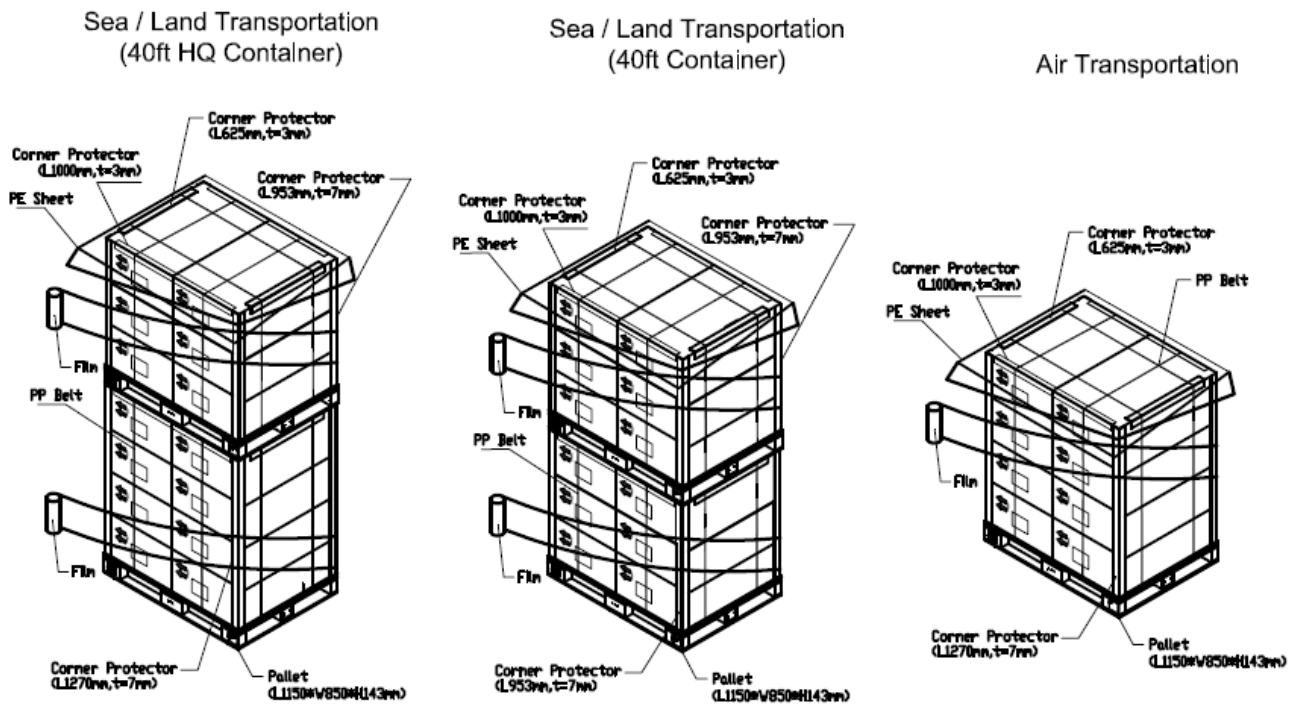 Sea / Land Transportation
(40ft HQ Container)
Corner Protector
(L625mm,t=3mm)
Corner Protector
(L1000mm,t=3mm)
Corner Protector
(L953mm,t=7mm)
PE Sheet
Film
PP Belt
Film
Corner Protector
(L1270mm,t=7mm)
Pallet
(L1150*W850*H143mm)
Sea / Land Transportation
(40ft Container)
Corner Protector
(L625mm,t=3mm)
Corner Protector
(L1000mm,t=3mm)
Corner Protector
(L953mm,t=7mm)
PE Sheet
Film
PP Belt
Film
Corner Protector
(L953mm,t=7mm)
Pallet
(L1150*W850*H143mm)
Air Transportation
Corner Protector
(L625mm,t=3mm)
Corner Protector
(L1000mm,t=3mm)
PP Belt
PE Sheet
Film
Corner Protector
(L1270mm,t=7mm)
Pallet
(L1150*W850*H143mm)